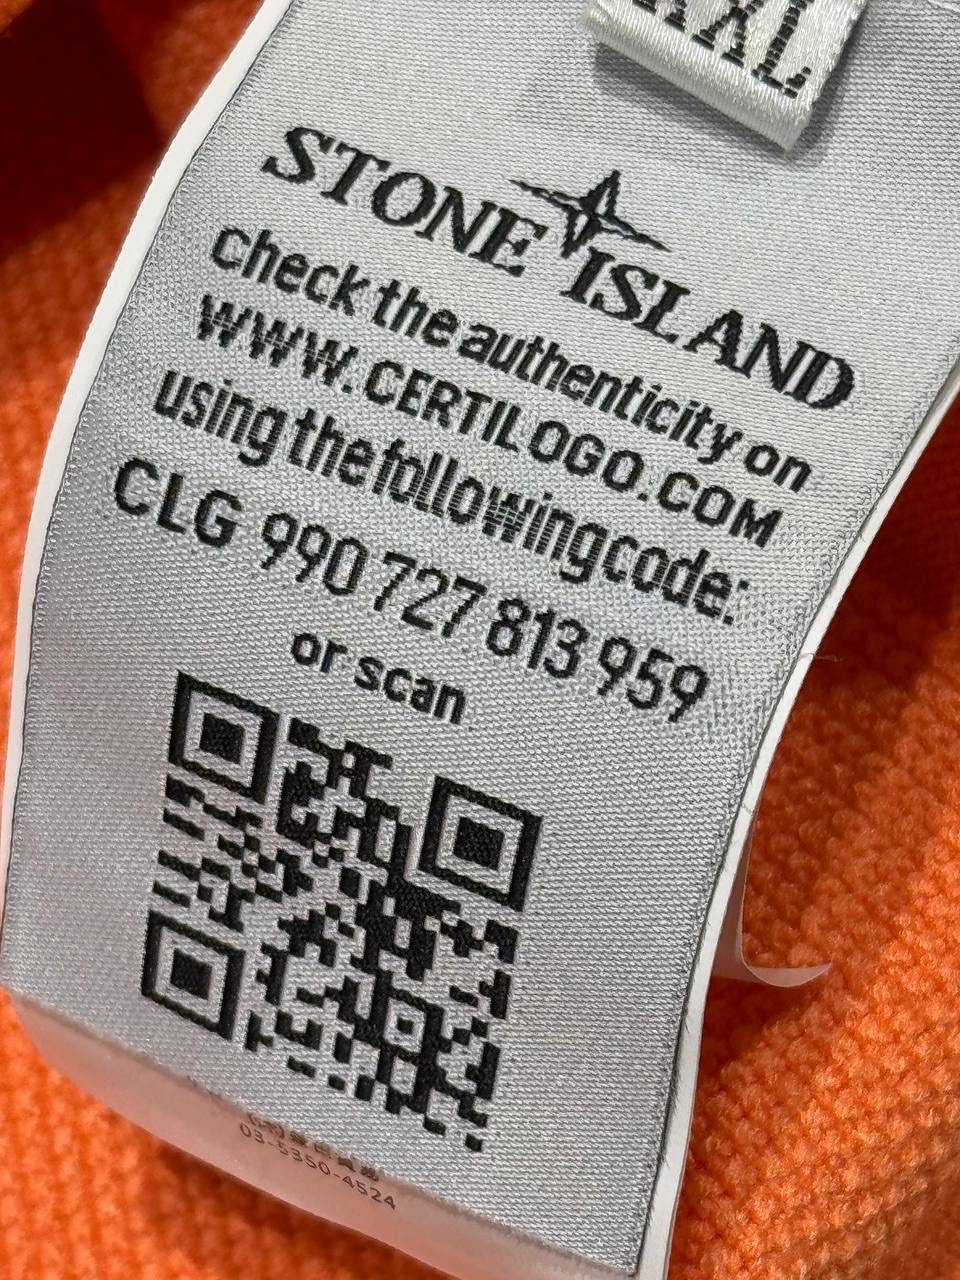 XXL
STONE ISLAND
check the authenticity on
WWW.CERTILOGO.COM
using the following code:
CLG 990 727 813 959
or scan
03-5350-4524